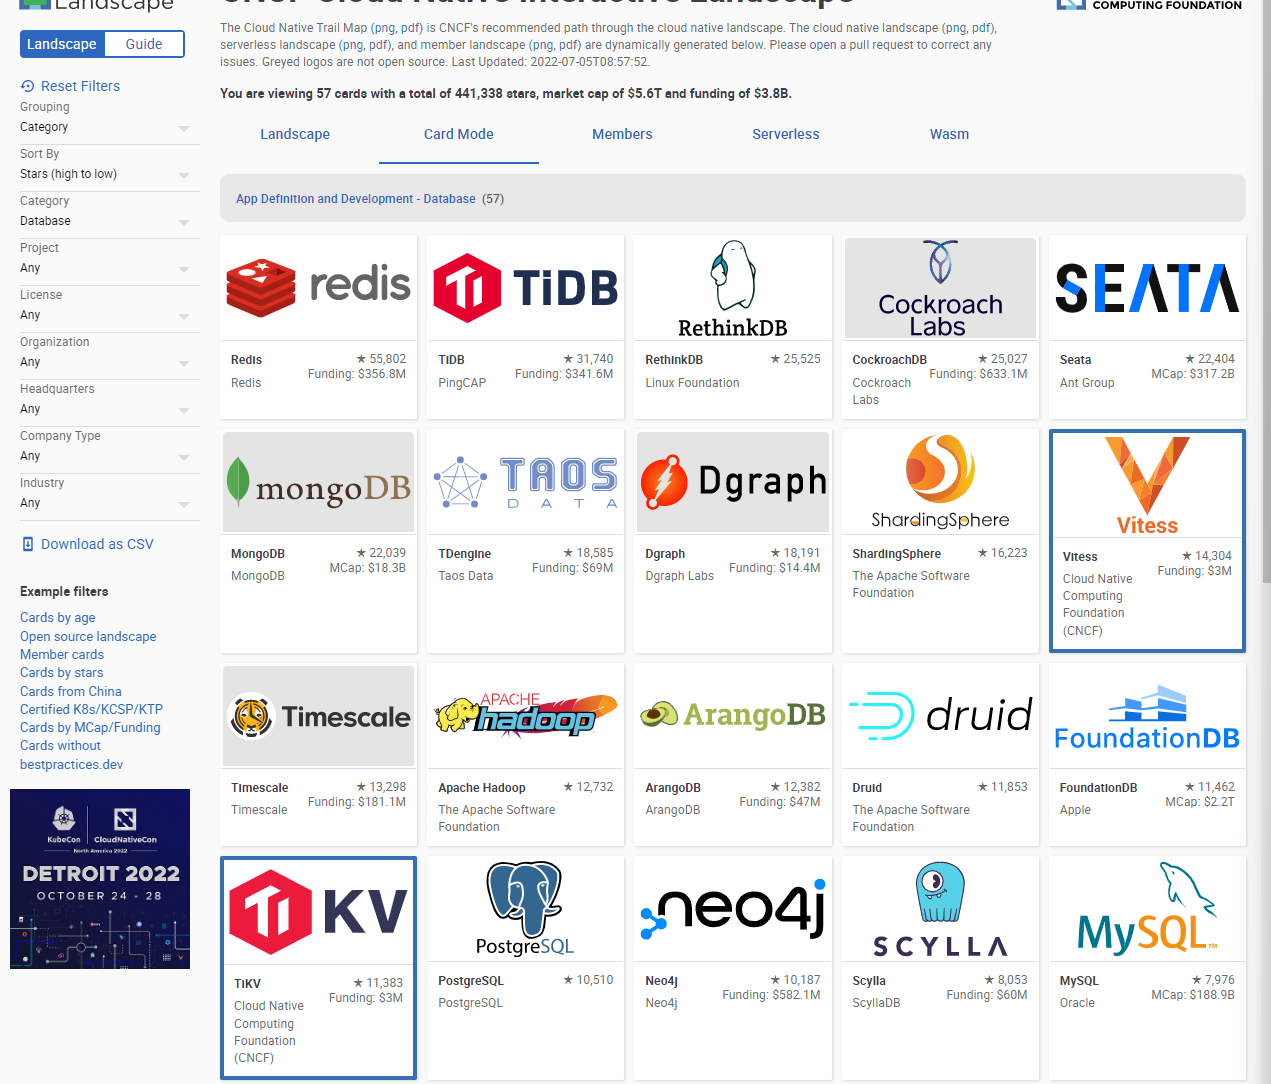 Landscape
CNCF Cloud Native Interactive Landscape
COMPUTING FOUNDATION
Landscape
Guide
Reset Filters
Grouping
Category
Sort By
Stars (high to low)
Category
Database
Project
Any
License
Any
Organization
Any
Headquarters
Any
Company Type
Any
Industry
Any
Download as CSV
Example filters
Cards by age
Open source landscape
Member cards
Cards by stars
Cards from China
Certified K8s/KCSP/KTP
Cards by MCap/Funding
Cards without
bestpractices.dev
KubeCon
CloudNativeCon
North America 2022
DETROIT 2022
OCTOBER 24 - 28
The Cloud Native Trail Map (png, pdf) is CNCF's recommended path through the cloud native landscape. The cloud native landscape (png, pdf),
serverless landscape (png, pdf), and member landscape (png, pdf) are dynamically generated below. Please open a pull request to correct any
issues. Greyed logos are not open source. Last Updated: 2022-07-05T08:57:52.
You are viewing 57 cards with a total of 441,338 stars, market cap of $5.6T and funding of $3.8B.
Landscape
Card Mode
Members
Serverless
Wasm
App Definition and Development - Database (57)
redis
Redis
★ 55,802
Redis
Funding: $356.8M
TiDB
TiDB
★ 31,740
PingCAP
Funding: $341.6M
RethinkDB
RethinkDB
★ 25,525
Linux Foundation
Cockroach
Labs
CockroachDB
★ 25,027
Funding: $633.1M
Cockroach
Labs
SEATA
Seata
★ 22,404
Ant Group
MCap: $317.2B
mongoDB
MongoDB
★ 22,039
MongoDB
MCap: $18.3B
TAOS
DATA
TDengine
★ 18,585
Taos Data
Funding: $69M
Dgraph
Dgraph
★ 18,191
Dgraph Labs
Funding: $14.4M
ShardingSphere
ShardingSphere
★ 16,223
The Apache Software
Foundation
Vitess
Vitess
★ 14,304
Funding: $3M
Cloud Native
Computing
Foundation
(CNCF)
Timescale
Timescale
★ 13,298
Timescale
Funding: $181.1M
APACHE
hadoop
Apache Hadoop
★ 12,732
The Apache Software
Foundation
ArangoDB
ArangoDB
★ 12,382
ArangoDB
Funding: $47M
druid
Druid
★ 11,853
The Apache Software
Foundation
FoundationDB
FoundationDB
★ 11,462
Apple
MCap: $2.2T
Ti KV
TiKV
★ 11,383
Funding: $3M
Cloud Native
Computing
Foundation
(CNCF)
PostgreSQL
PostgreSQL
★ 10,510
PostgreSQL
neo4j
Neo4j
★ 10,187
Neo4j
Funding: $582.1M
SCYLLA
Scylla
★ 8,053
ScyllaDB
Funding: $60M
MySQL™
MySQL
★ 7,976
Oracle
MCap: $188.9B